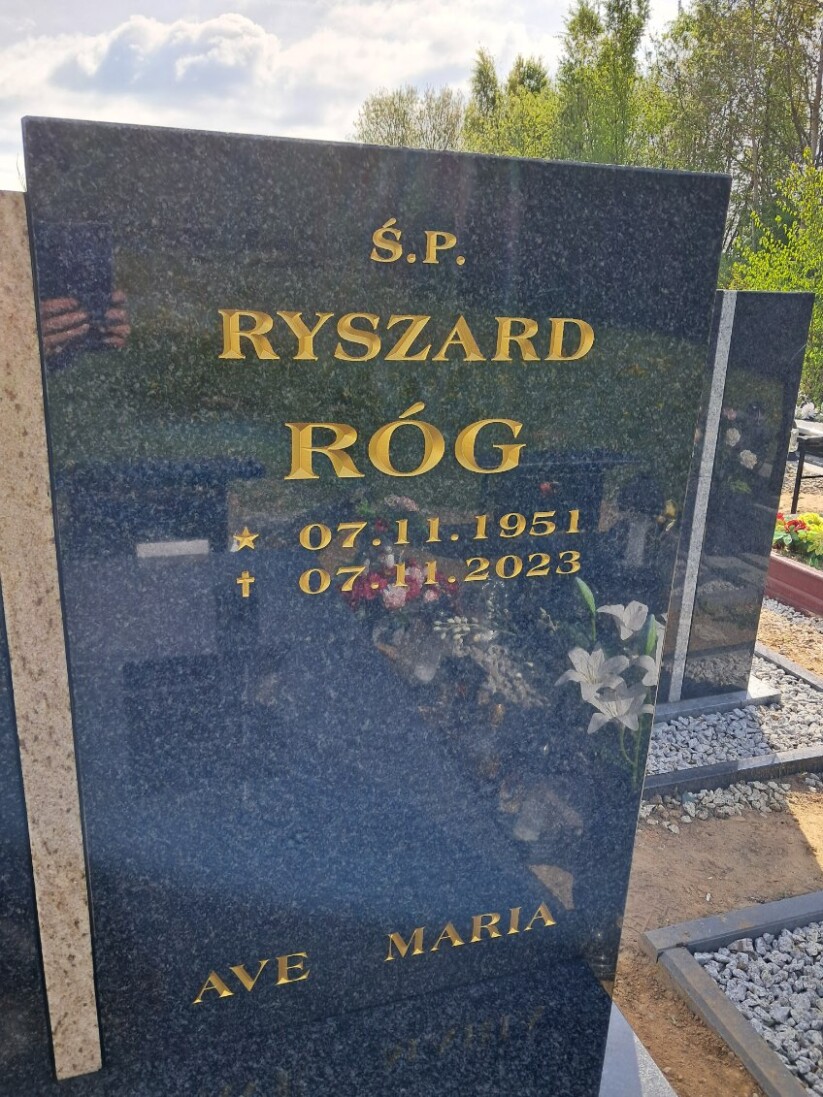 Ś.P.
RYSZARD
RÓG
★ 07.11.1951
✝ 07.11.2023
AVE MARIA